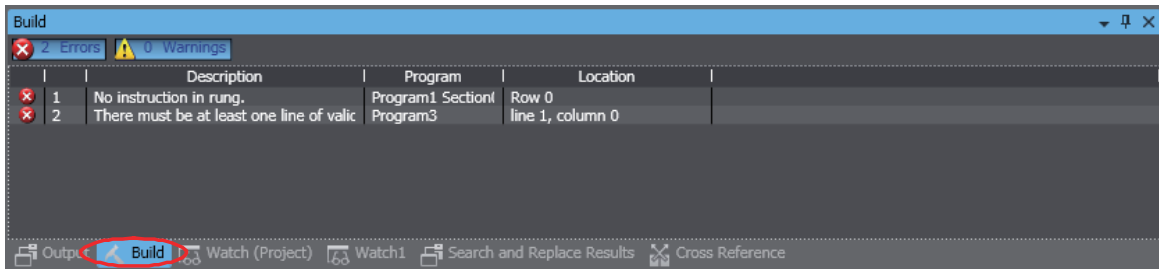 Build
2 Errors 0 Warnings
Description Program Location
1 No instruction in rung. Program1 Section Row 0
2 There must be at least one line of Program3 line 1, column 0
Output Build Watch (Project) Watch1 Search and Replace Results Cross Reference